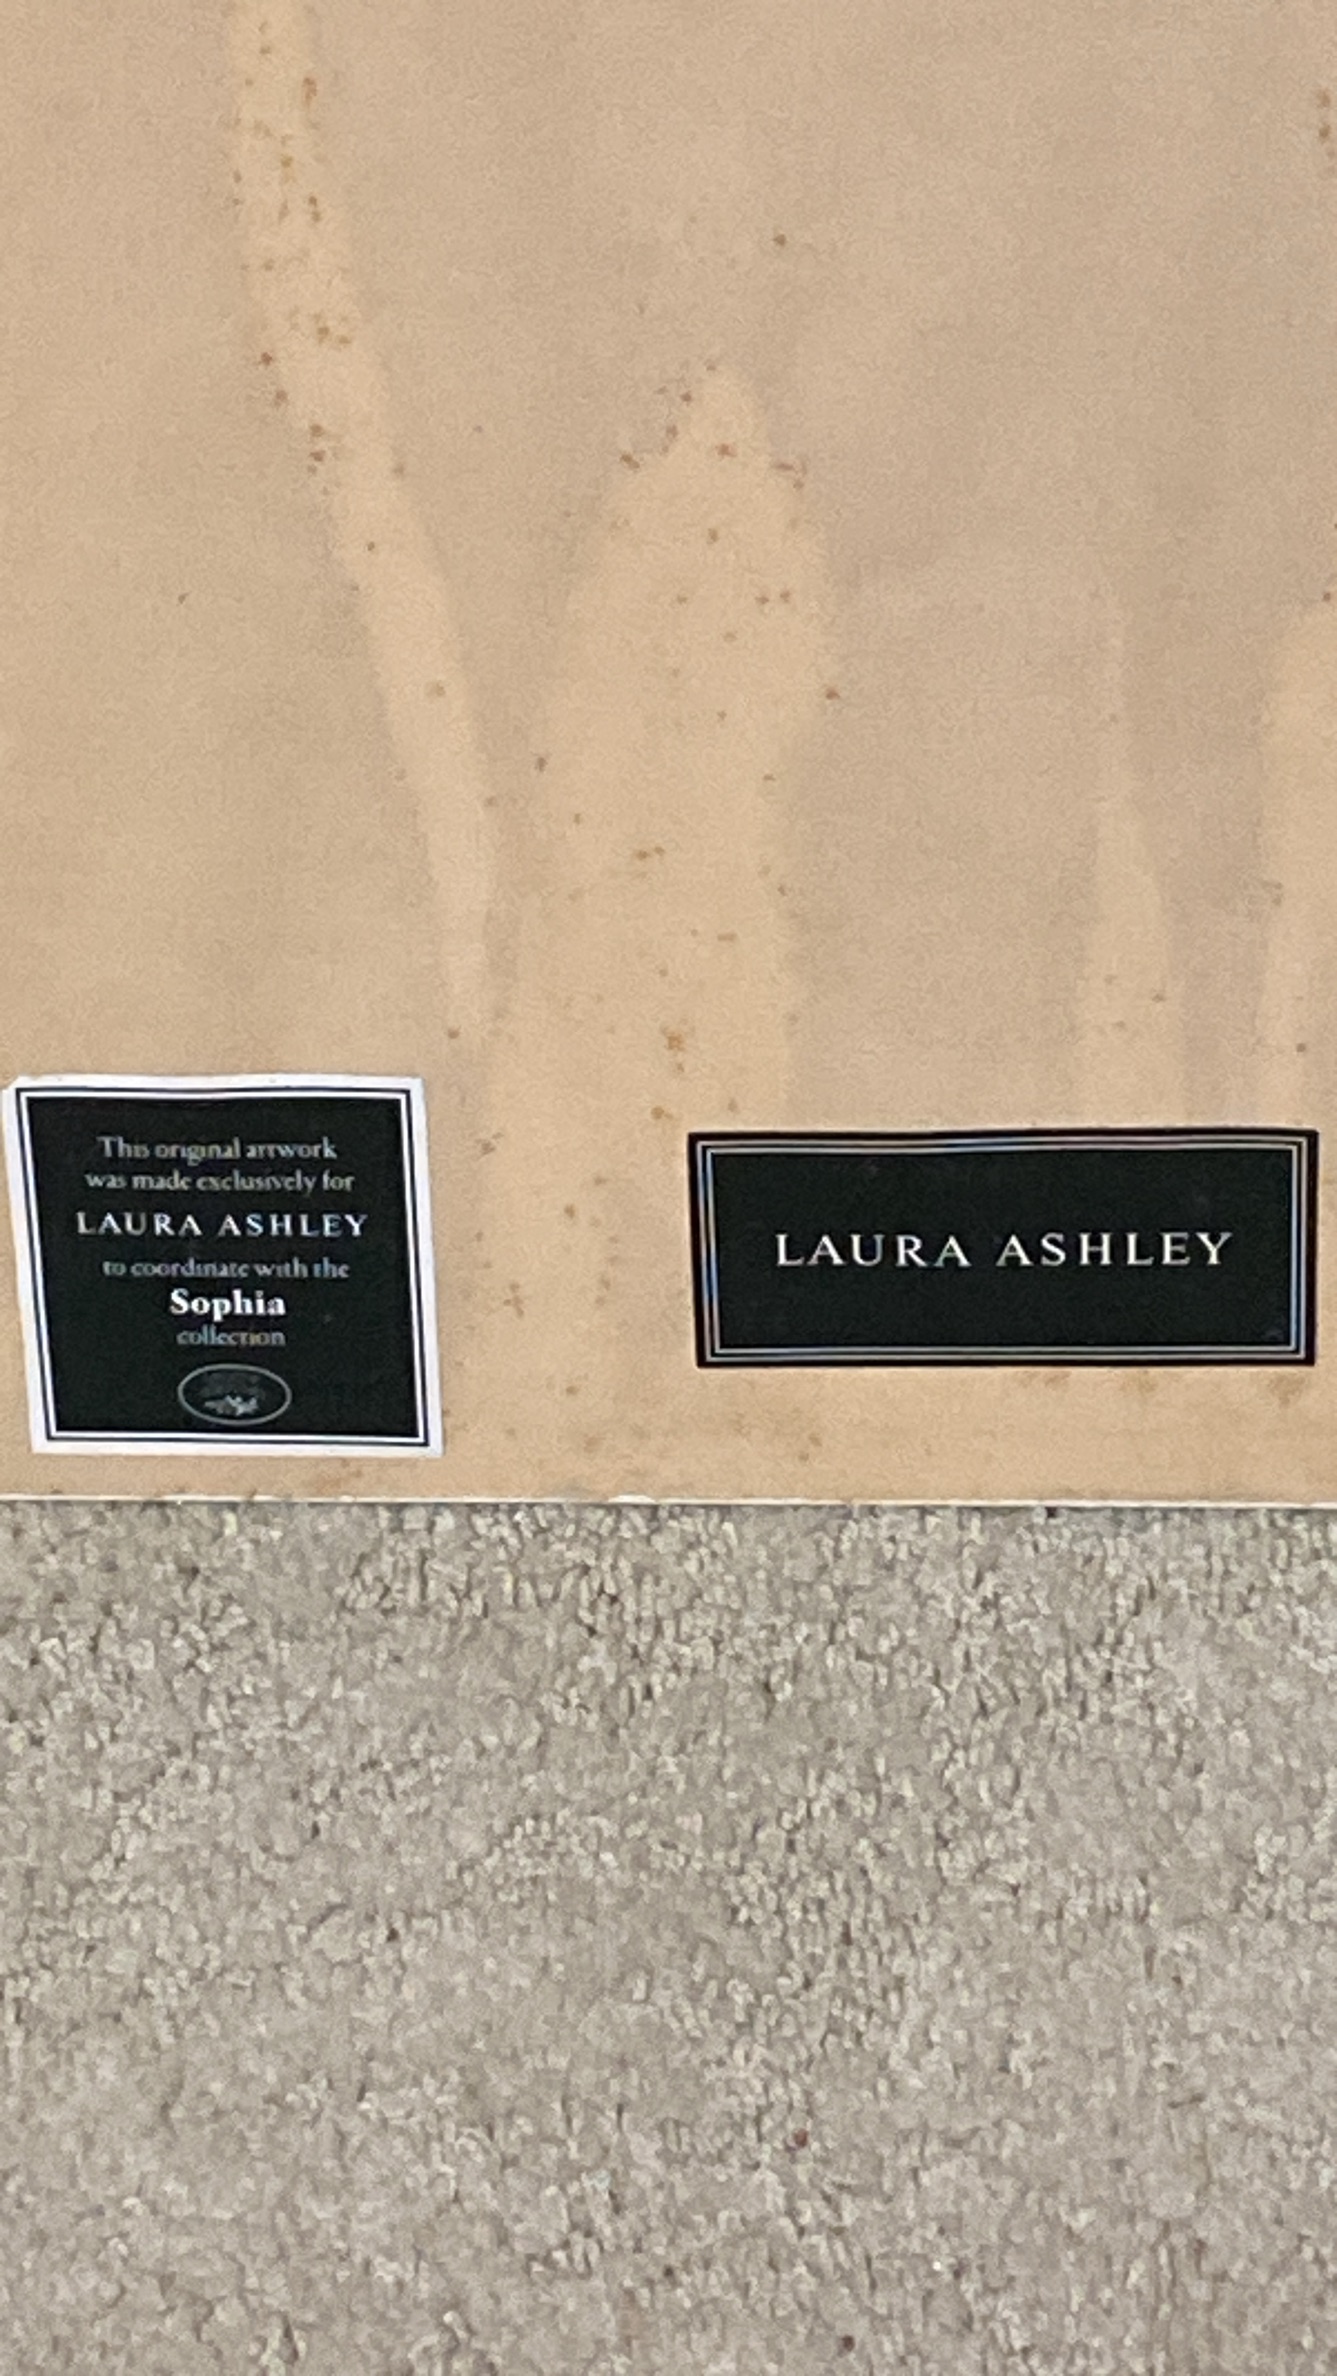 This original artwork
was made exclusively for
LAURA ASHLEY
to coordinate with the
Sophia
collection
LAURA ASHLEY